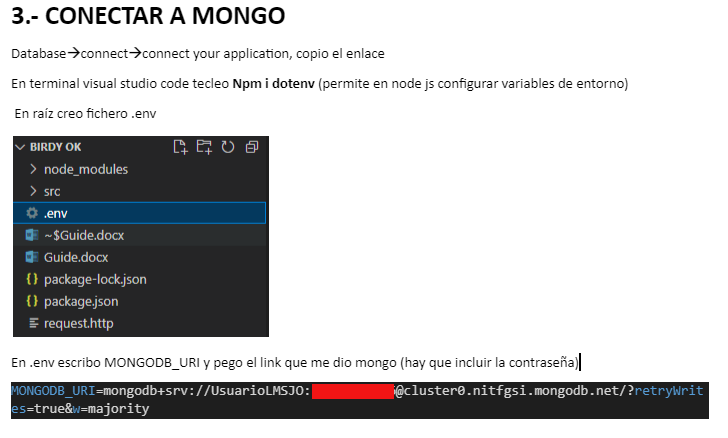 3.- CONECTAR A MONGO
Database→connect→connect your application, copio el enlace
En terminal visual studio code tecleo Npm i dotenv (permite en node js configurar variables de entorno)
En raíz creo fichero .env
BIRDY OK
node_modules
src
.env
~$Guide.docx
Guide.docx
package-lock.json
package.json
request.http
En .env escribo MONGODB_URI y pego el link que me dio mongo (hay que incluir la contraseña)
MONGODB_URI=mongodb+srv://UsuarioLMSJO: @cluster0.nitfgsi.mongodb.net/?retryWrit
es=true&w=majority